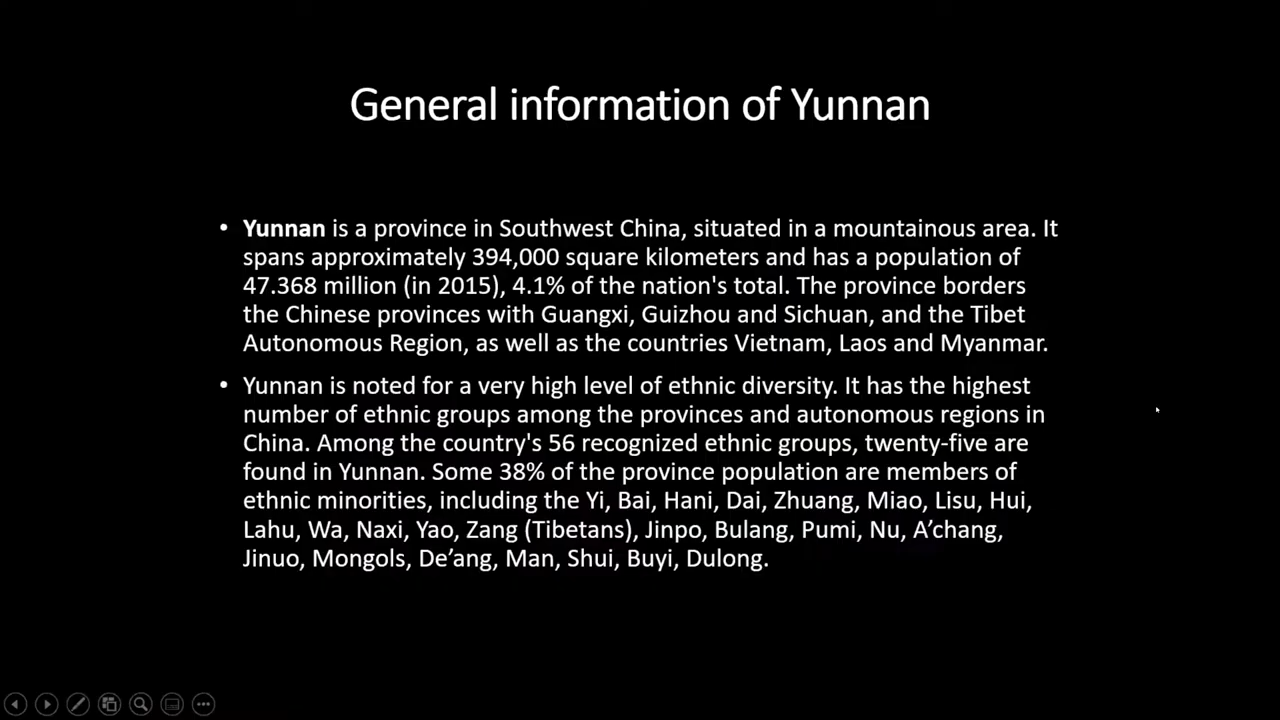 General information of Yunnan
• Yunnan is a province in Southwest China, situated in a mountainous area. It
spans approximately 394,000 square kilometers and has a population of
47.368 million (in 2015), 4.1% of the nation's total. The province borders
the Chinese provinces with Guangxi, Guizhou and Sichuan, and the Tibet
Autonomous Region, as well as the countries Vietnam, Laos and Myanmar.
• Yunnan is noted for a very high level of ethnic diversity. It has the highest
number of ethnic groups among the provinces and autonomous regions in
China. Among the country's 56 recognized ethnic groups, twenty-five are
found in Yunnan. Some 38% of the province population are members of
ethnic minorities, including the Yi, Bai, Hani, Dai, Zhuang, Miao, Lisu, Hui,
Lahu, Wa, Naxi, Yao, Zang (Tibetans), Jinpo, Bulang, Pumi, Nu, A’chang,
Jinuo, Mongols, De’ang, Man, Shui, Buyi, Dulong.